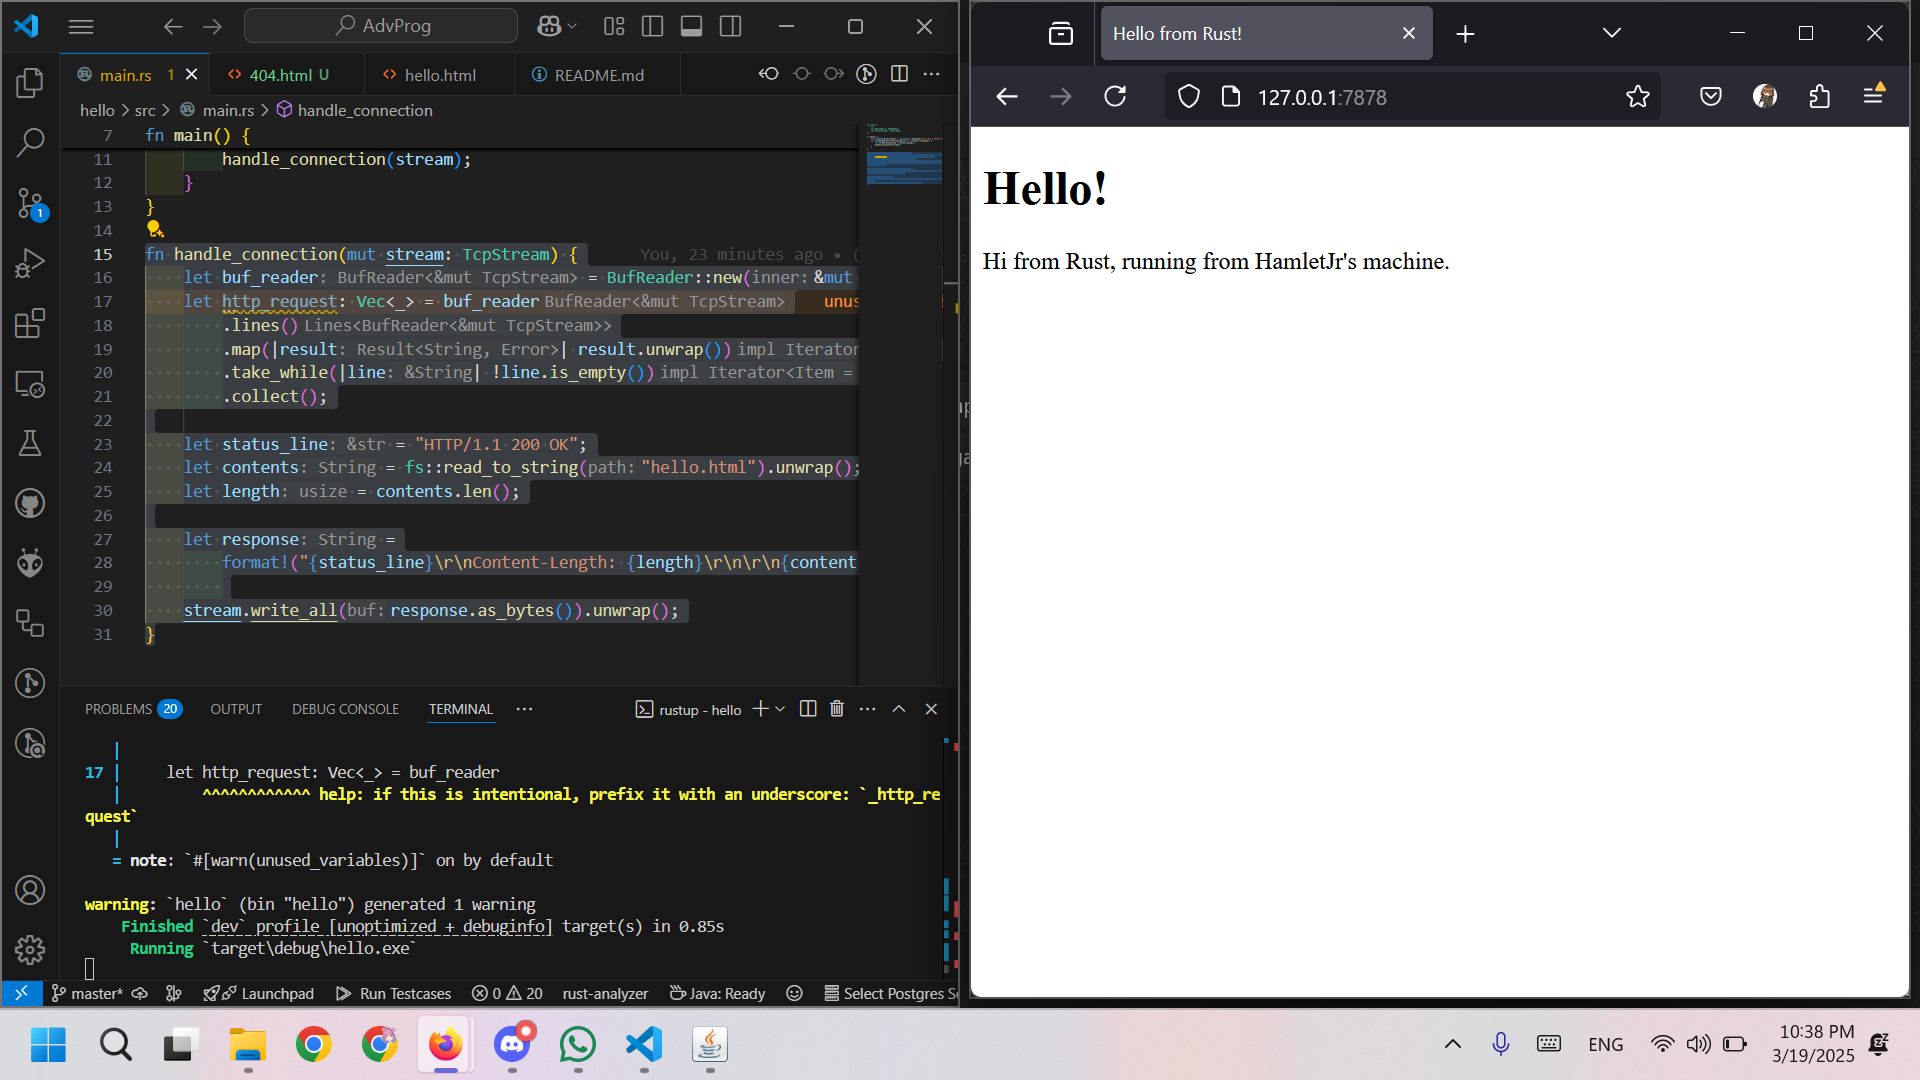 AdvProg
main.rs 1
404.html U
hello.html
README.md
hello > src > main.rs > handle_connection
7 fn main() {
11 handle_connection(stream);
12 }
13 }
14
15 fn handle_connection(mut stream: TcpStream) { You, 23 minutes ago •
16 let buf_reader: BufReader<&mut TcpStream> = BufReader::new(inner: &mut
17 let http_request: Vec<_> = buf_reader BufReader<&mut TcpStream> unus
18 .lines() Lines<BufReader<&mut TcpStream>>
19 .map(|result: Result<String, Error>| result.unwrap()) impl Iterator
20 .take_while(|line: &String| !line.is_empty()) impl Iterator<Item =
21 .collect();
22
23 let status_line: &str = "HTTP/1.1 200 OK";
24 let contents: String = fs::read_to_string(path: "hello.html").unwrap();
25 let length: usize = contents.len();
26
27 let response: String =
28 format!("{status_line}\r\nContent-Length: {length}\r\n\r\n{content
29
30 stream.write_all(buf: response.as_bytes()).unwrap();
31 }
PROBLEMS 20 OUTPUT DEBUG CONSOLE TERMINAL ··· rustup - hello
|
17 | let http_request: Vec<_> = buf_reader
| ^^^^^^^^^^^^ help: if this is intentional, prefix it with an underscore: `_http_re
quest`
|
= note: `#[warn(unused_variables)]` on by default
warning: `hello` (bin "hello") generated 1 warning
Finished `dev` profile [unoptimized + debuginfo] target(s) in 0.85s
Running `target\debug\hello.exe`
master* Launchpad Run Testcases 0 20 rust-analyzer Java: Ready Select Postgres Se
Hello from Rust!
127.0.0.1:7878
Hello!
Hi from Rust, running from HamletJr's machine.
1
ENG
10:38 PM
3/19/2025